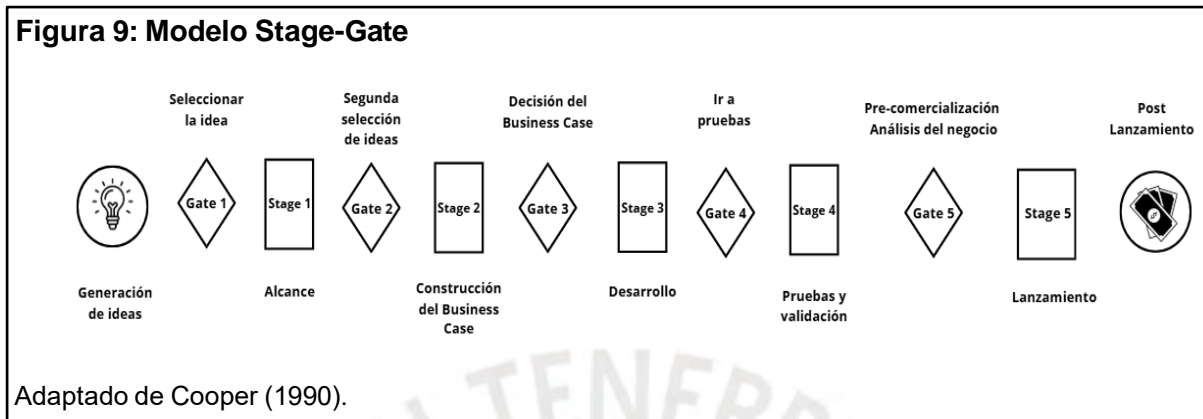 Figura 9: Modelo Stage-Gate
Seleccionar
la idea
Segunda
selección
de ideas
Decisión del
Business Case
Ir a
pruebas
Pre-comercialización
Análisis del negocio
Post
Lanzamiento
Gate 1
Stage 1
Gate 2
Stage 2
Gate 3
Stage 3
Gate 4
Stage 4
Gate 5
Stage 5
Generación
de ideas
Alcance
Construcción
del Business
Case
Desarrollo
Pruebas y
validación
Lanzamiento
Adaptado de Cooper (1990).